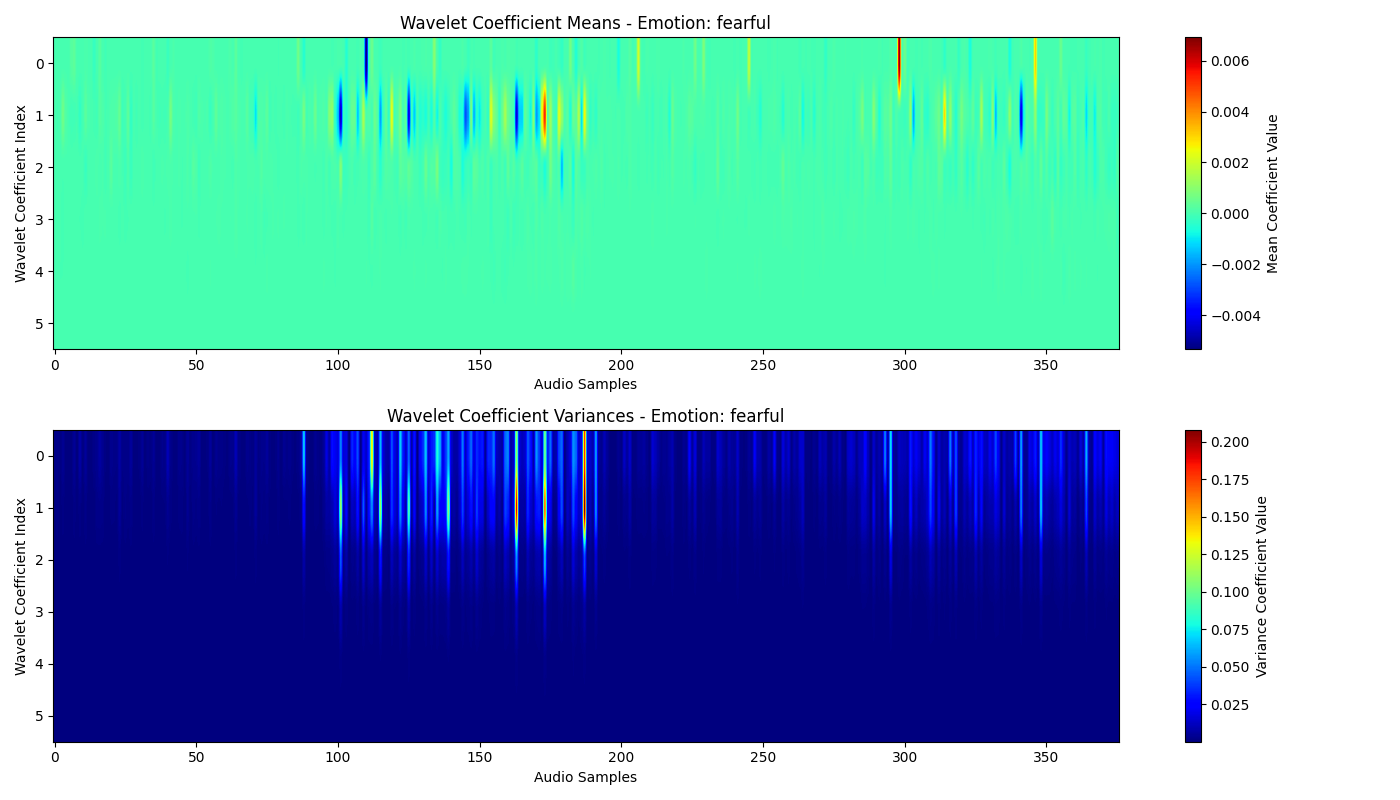 Wavelet Coefficient Means - Emotion: fearful
Wavelet Coefficient Index
0
1
2
3
4
5
0 50 100 150 200 250 300 350
Audio Samples
0.006
0.004
0.002
0.000
−0.002
−0.004
Mean Coefficient Value
Wavelet Coefficient Variances - Emotion: fearful
Wavelet Coefficient Index
0
1
2
3
4
5
0 50 100 150 200 250 300 350
Audio Samples
0.200
0.175
0.150
0.125
0.100
0.075
0.050
0.025
Variance Coefficient Value